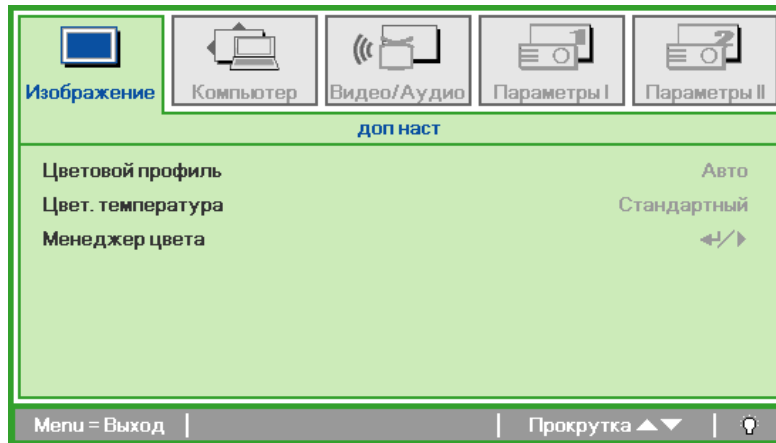 Изображение
Компьютер
Видео/Аудио
Параметры I
Параметры II
доп наст
Цветовой профиль Авто
Цвет. температура Стандартный
Менеджер цвета
Menu = Выход Прокрутка